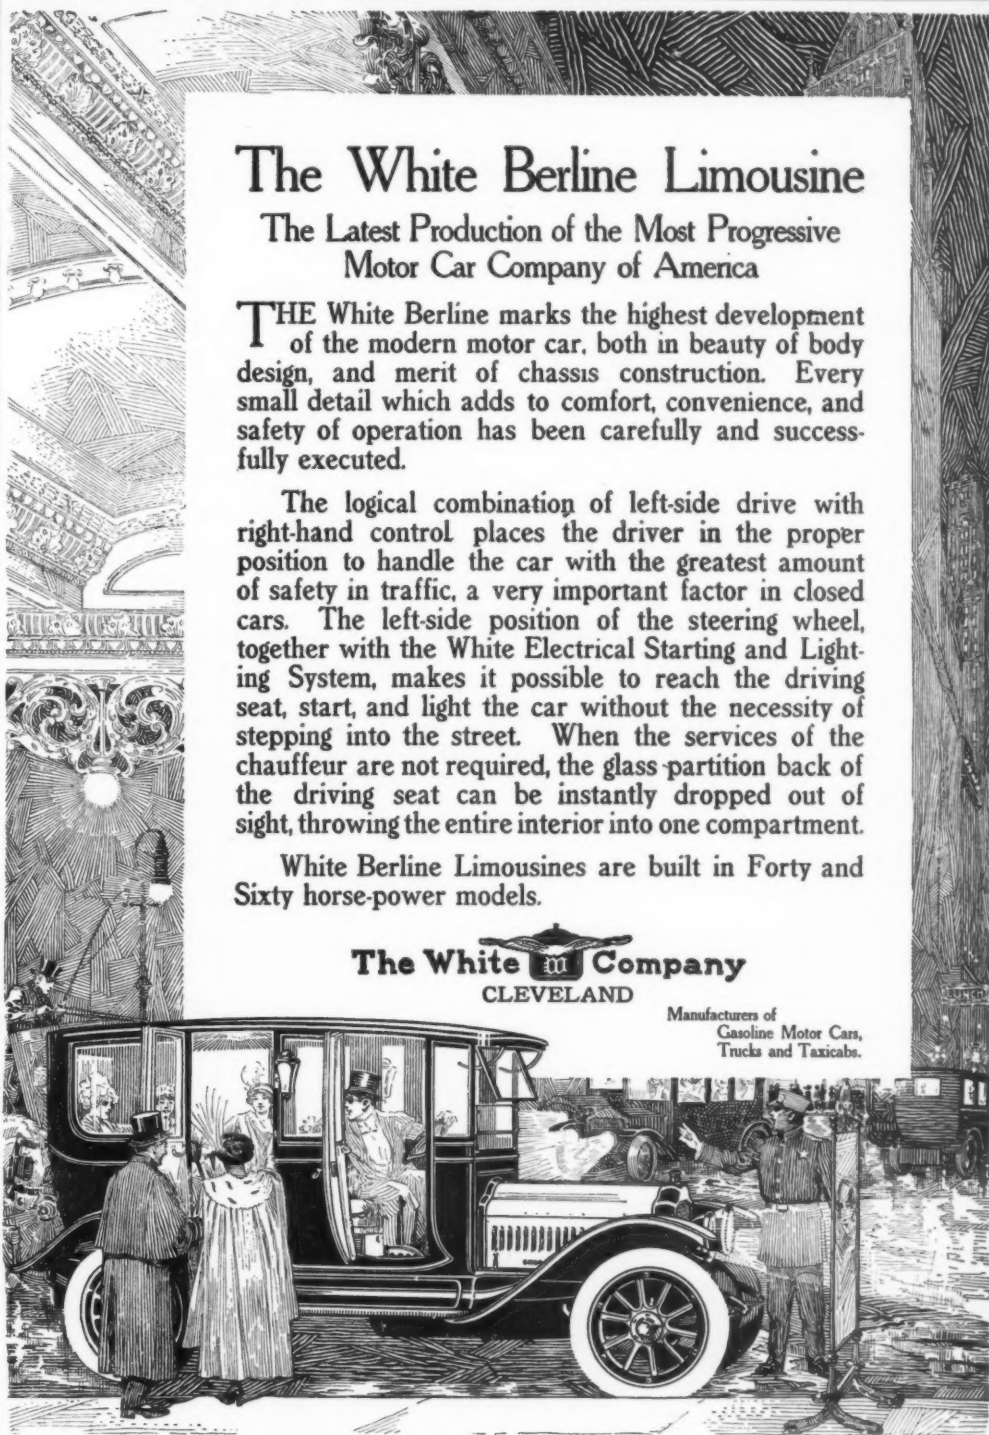 The White Berline Limousine
The Latest Production of the Most Progressive
Motor Car Company of America
THE White Berline marks the highest development
of the modern motor car, both in beauty of body
design, and merit of chassis construction. Every
small detail which adds to comfort, convenience, and
safety of operation has been carefully and success-
fully executed.
The logical combination of left-side drive with
right-hand control places the driver in the proper
position to handle the car with the greatest amount
of safety in traffic, a very important factor in closed
cars. The left-side position of the steering wheel,
together with the White Electrical Starting and Light-
ing System, makes it possible to reach the driving
seat, start, and light the car without the necessity of
stepping into the street. When the services of the
chauffeur are not required, the glass partition back of
the driving seat can be instantly dropped out of
sight, throwing the entire interior into one compartment.
White Berline Limousines are built in Forty and
Sixty horse-power models.
The White Company
CLEVELAND
Manufacturers of
Gasoline Motor Cars,
Trucks and Taxicabs.